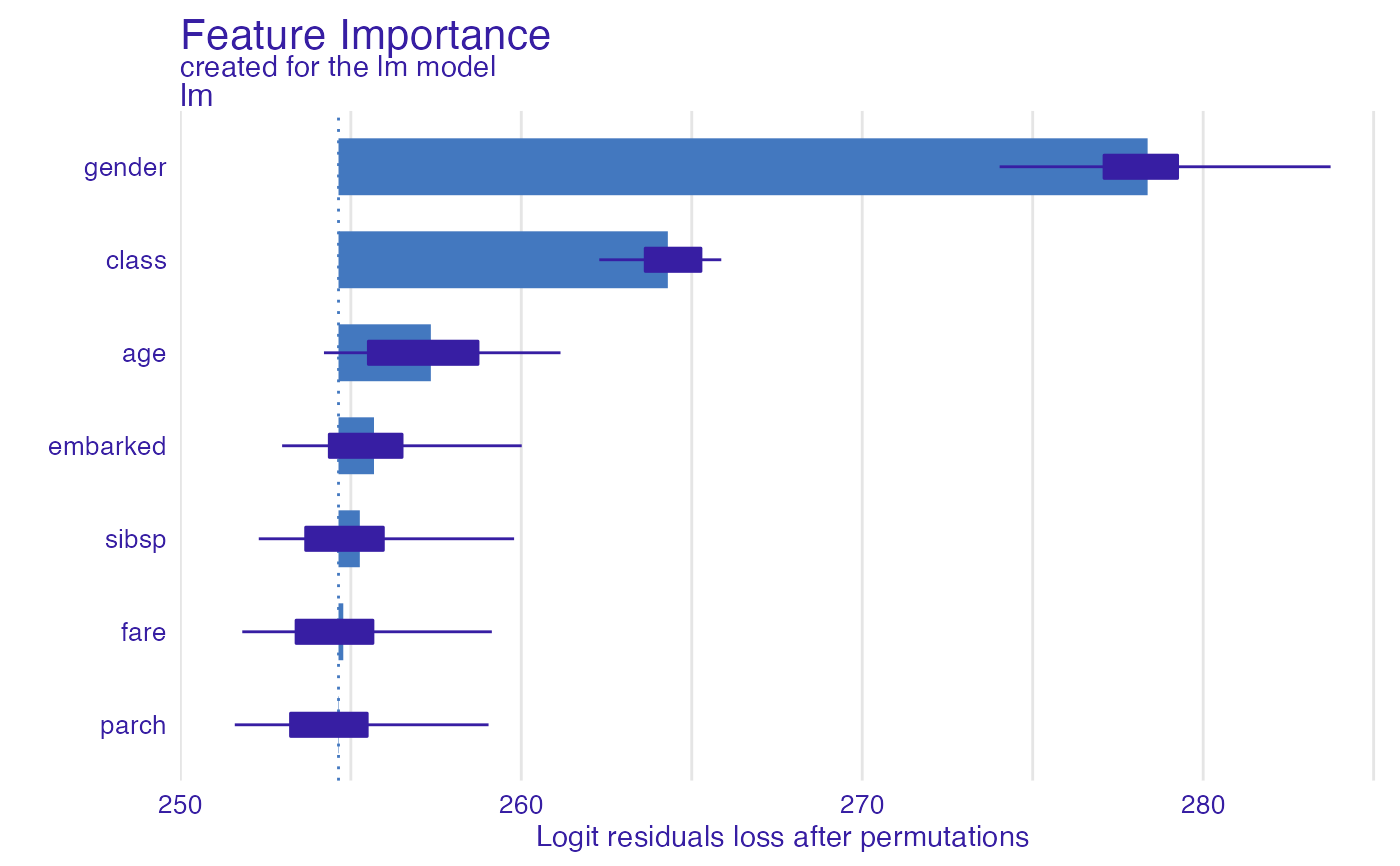 Feature Importance
created for the lm model
lm
gender
class
age
embarked
sibsp
fare
parch
250 260 270 280
Logit residuals loss after permutations